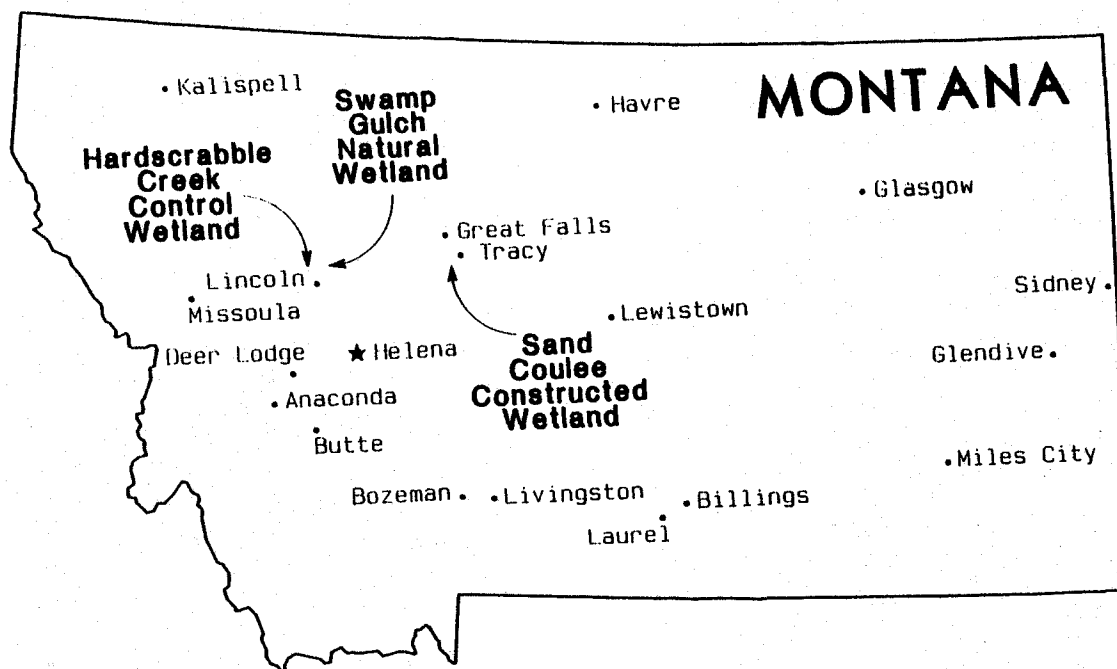 MONTANA
Kalispell
Havre
Swamp
Gulch
Natural
Wetland
Hardscrabble
Creek
Control
Wetland
Glasgow
Great Falls
Tracy
Lincoln
Missoula
Sidney
Lewistown
Deer Lodge
Helena
Sand
Coulee
Constructed
Wetland
Glendive
Anaconda
Butte
Miles City
Bozeman
Livingston
Billings
Laurel